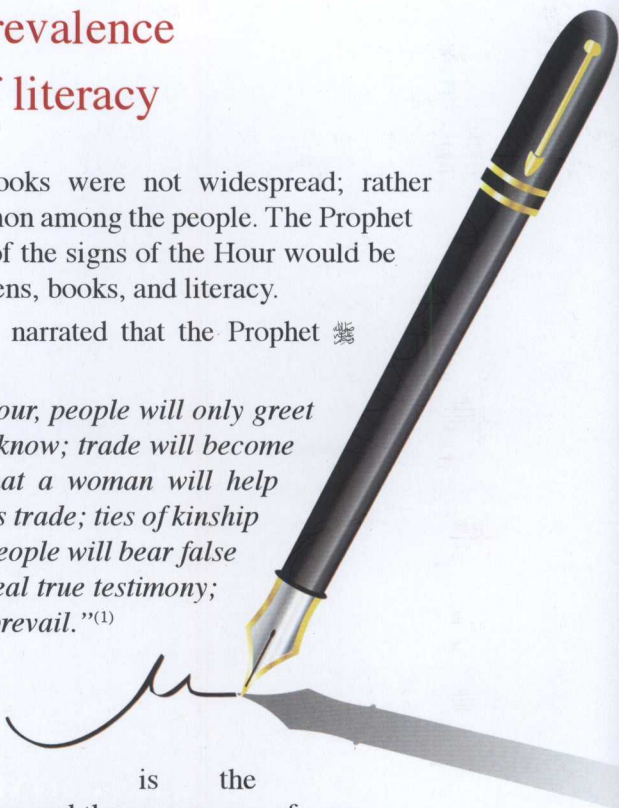 revalence
f literacy
ooks were not widespread; rather
non among the people. The Prophet
of the signs of the Hour would be
ens, books, and literacy.
narrated that the Prophet ﷺ
our, people will only greet
know; trade will become
at a woman will help
s trade; ties of kinship
eople will bear false
eal true testimony;
prevail."(1)
is the